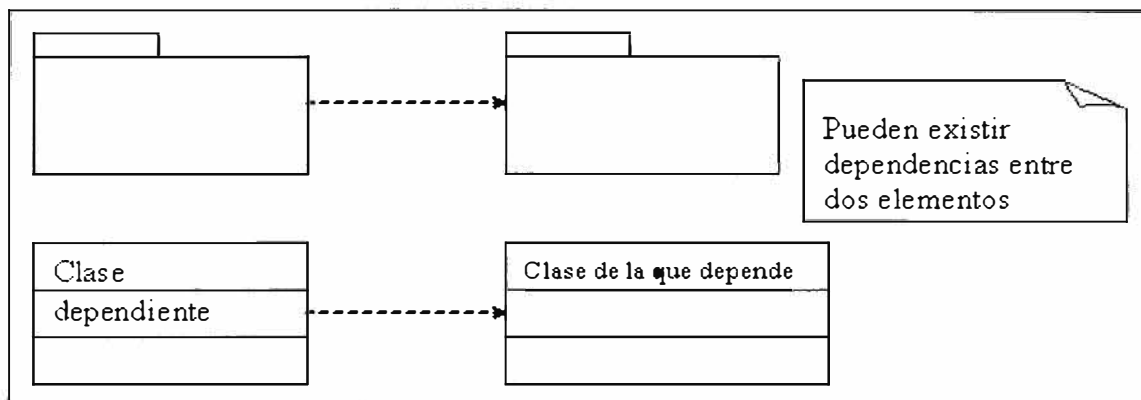 Pueden existir
dependencias entre
dos elementos
Clase
dependiente
Clase de la que depende